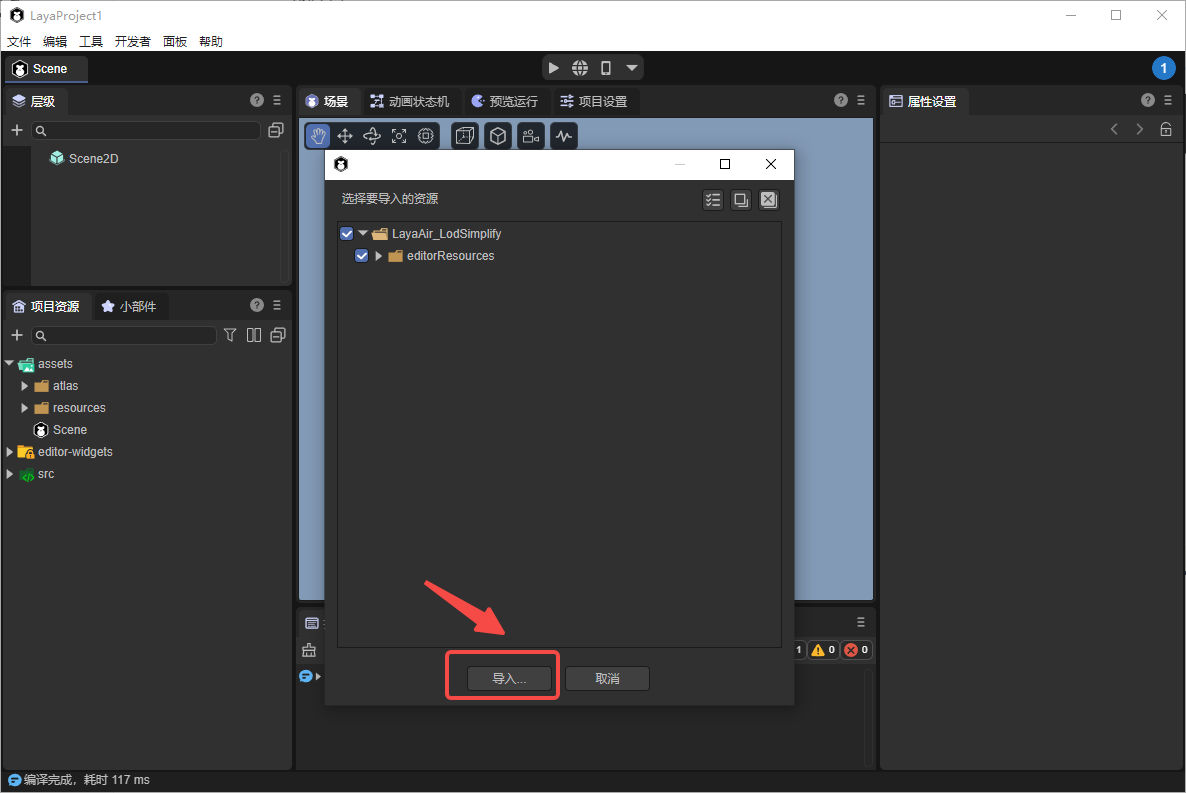 LayaProject1
文件 编辑 工具 开发者 面板 帮助
Scene
1
层级
场景 动画状态机 预览运行 项目设置
属性设置
Scene2D
选择要导入的资源
LayaAir_LodSimplify
editorResources
项目资源 小部件
assets
atlas
resources
Scene
editor-widgets
src
1 0 0
导入... 取消
编译完成，耗时 117 ms